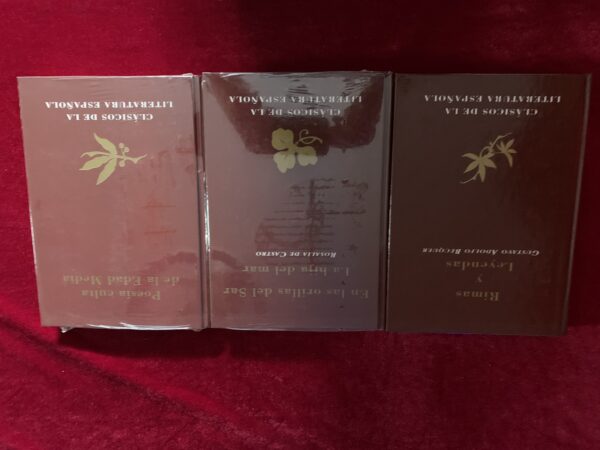 Rimas
y
Leyendas
GUSTAVO ADOLFO BÉCQUER
CLÁSICOS DE LA
LITERATURA ESPAÑOLA
En las orillas del Sar
La hija del mar
ROSALÍA DE CASTRO
CLÁSICOS DE LA
LITERATURA ESPAÑOLA
Poesía culta
de la Edad Media
CLÁSICOS DE LA
LITERATURA ESPAÑOLA